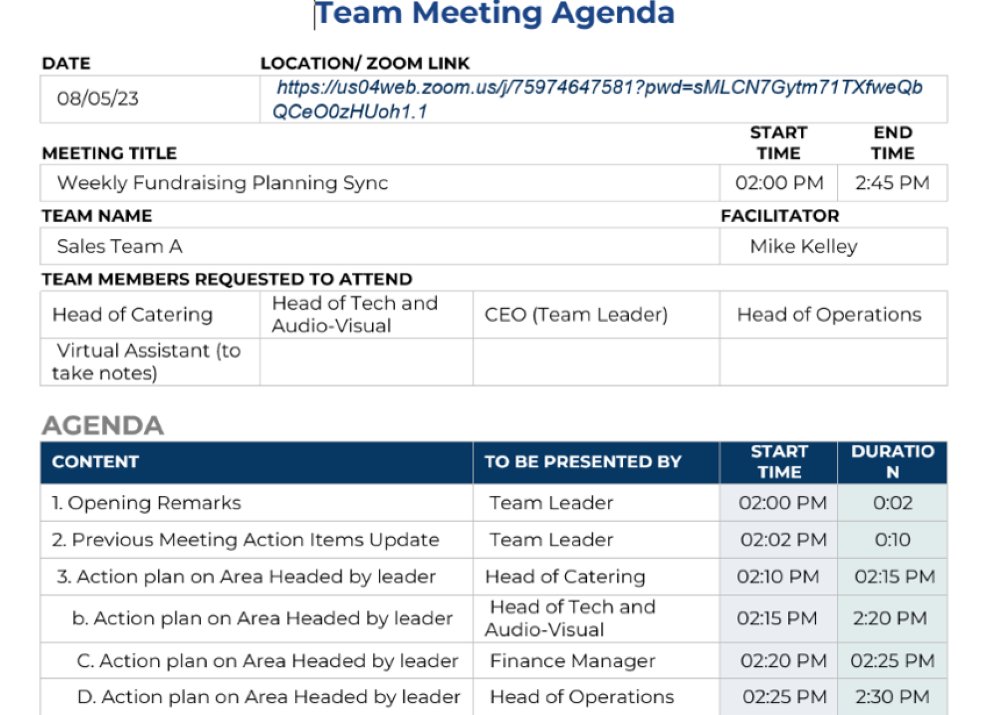 Team Meeting Agenda
DATE
LOCATION/ ZOOM LINK
08/05/23
https://us04web.zoom.us/j/75974647581?pwd=sMLCN7Gytm71TXfweQb
QCeO0zHUoh1.1
MEETING TITLE
START
TIME
END
TIME
Weekly Fundraising Planning Sync
02:00 PM
2:45 PM
TEAM NAME
FACILITATOR
Sales Team A
Mike Kelley
TEAM MEMBERS REQUESTED TO ATTEND
Head of Catering
Head of Tech and
Audio-Visual
CEO (Team Leader)
Head of Operations
Virtual Assistant (to
take notes)
AGENDA
CONTENT
TO BE PRESENTED BY
START
TIME
DURATIO
N
1. Opening Remarks
Team Leader
02:00 PM
0:02
2. Previous Meeting Action Items Update
Team Leader
02:02 PM
0:10
3. Action plan on Area Headed by leader
Head of Catering
02:10 PM
02:15 PM
b. Action plan on Area Headed by leader
Head of Tech and
Audio-Visual
02:15 PM
2:20 PM
C. Action plan on Area Headed by leader
Finance Manager
02:20 PM
02:25 PM
D. Action plan on Area Headed by leader
Head of Operations
02:25 PM
2:30 PM